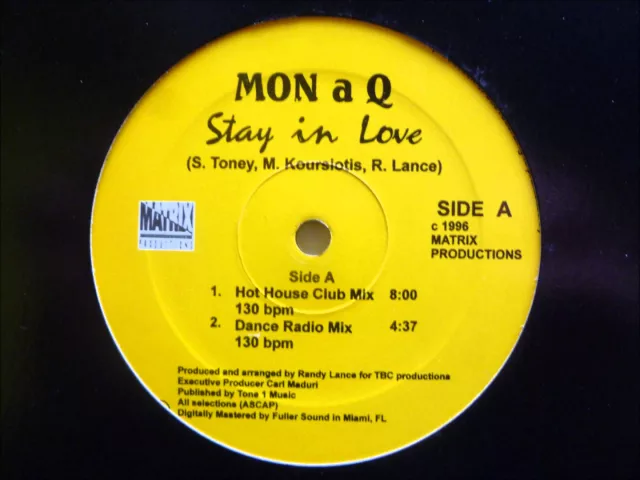 MON a Q
Stay in Love
(S. Toney, M. Koursiotis, R. Lance)
MATRIX
PRODUCTIONS
SIDE A
c 1996
MATRIX
PRODUCTIONS
Side A
1. Hot House Club Mix 8:00
130 bpm
2. Dance Radio Mix 4:37
130 bpm
Produced and arranged by Randy Lance for TBC productions
Executive Producer Carl Maduri
Published by Tone 1 Music
All selections (ASCAP)
Digitally Mastered by Fuller Sound in Miami, FL